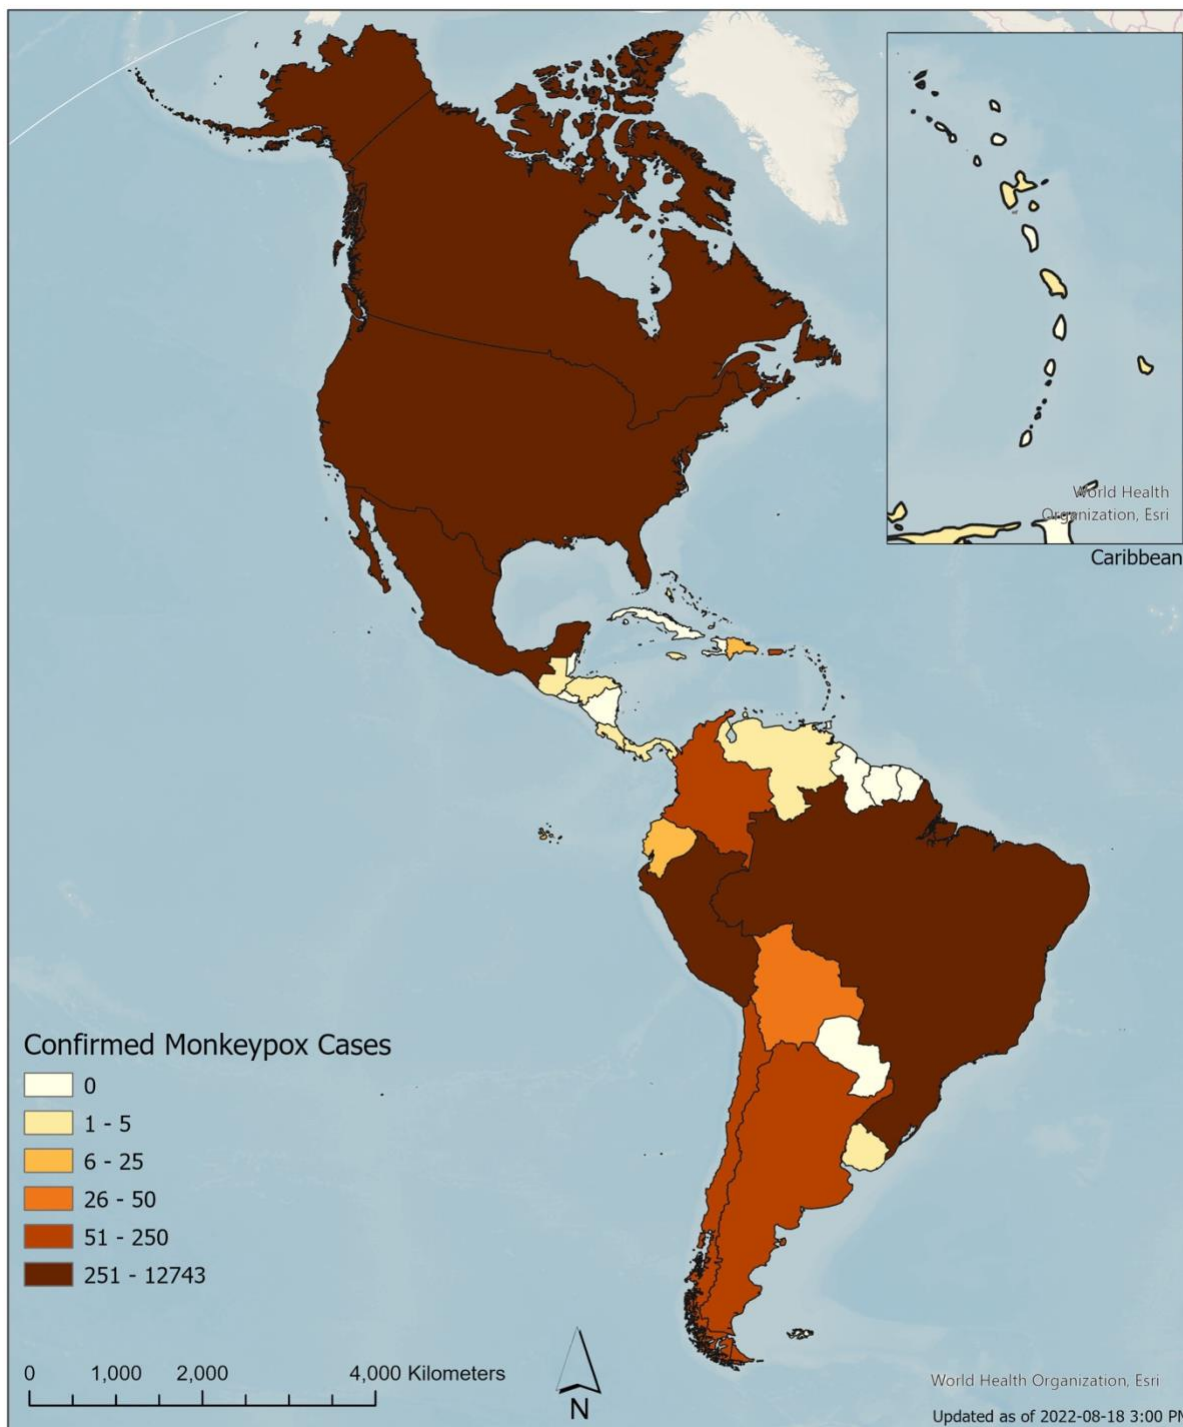 World Health
Organization, Esri
Caribbean
Confirmed Monkeypox Cases
0
1 - 5
6 - 25
26 - 50
51 - 250
251 - 12743
0 1,000 2,000 4,000 Kilometers
N
World Health Organization, Esri
Updated as of 2022-08-18 3:00 PM